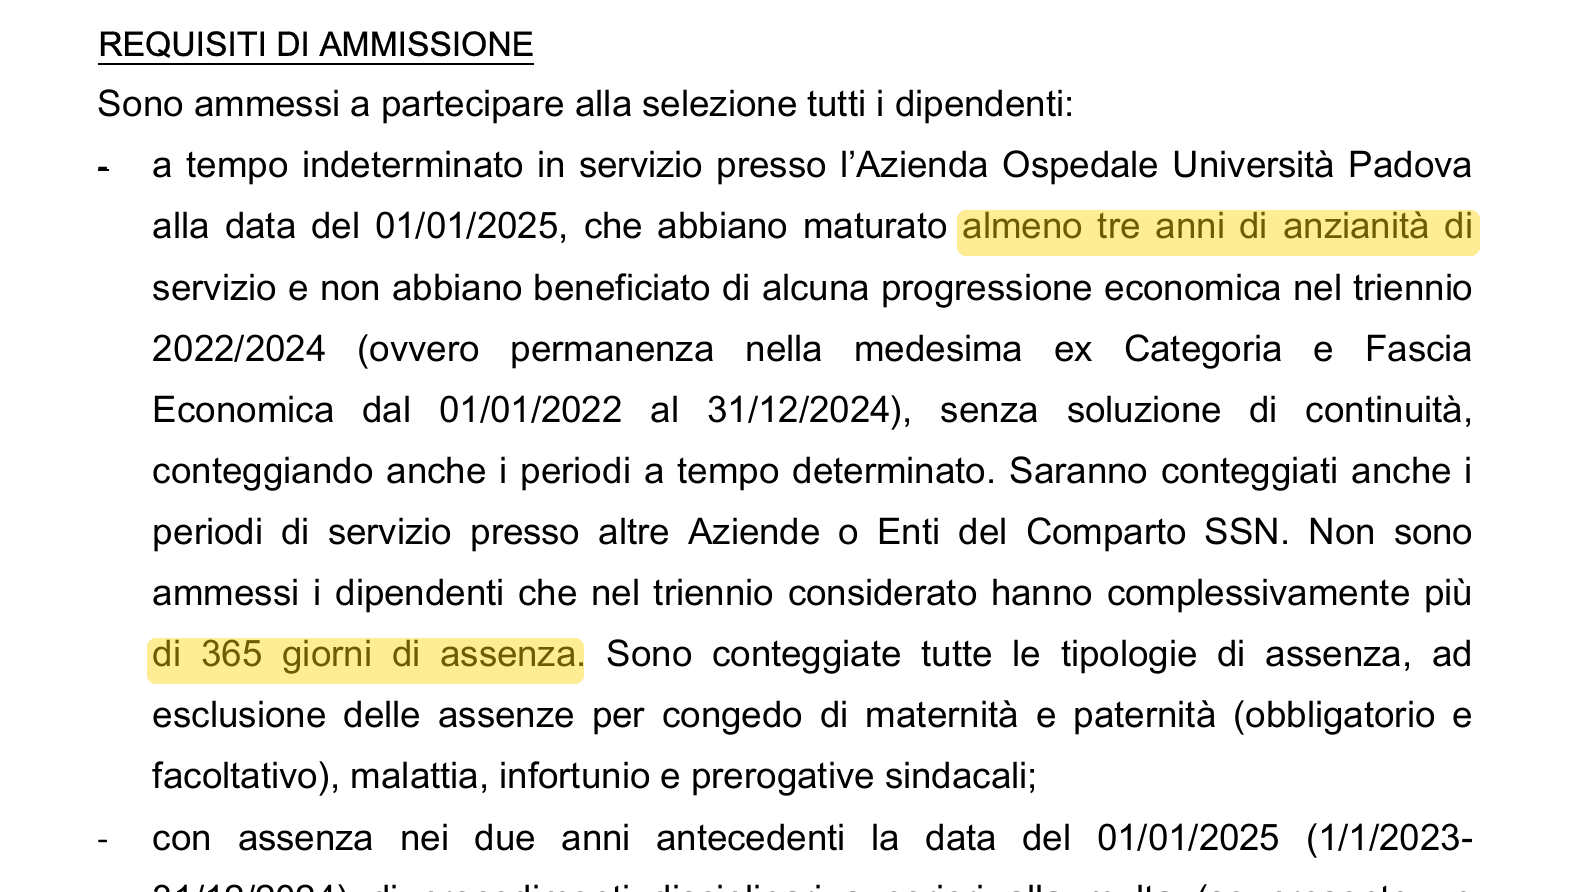 REQUISITI DI AMMISSIONE
Sono ammessi a partecipare alla selezione tutti i dipendenti:
- a tempo indeterminato in servizio presso l’Azienda Ospedale Università Padova
alla data del 01/01/2025, che abbiano maturato almeno tre anni di anzianità di
servizio e non abbiano beneficiato di alcuna progressione economica nel triennio
2022/2024 (ovvero permanenza nella medesima ex Categoria e Fascia
Economica dal 01/01/2022 al 31/12/2024), senza soluzione di continuità,
conteggiando anche i periodi a tempo determinato. Saranno conteggiati anche i
periodi di servizio presso altre Aziende o Enti del Comparto SSN. Non sono
ammessi i dipendenti che nel triennio considerato hanno complessivamente più
di 365 giorni di assenza. Sono conteggiate tutte le tipologie di assenza, ad
esclusione delle assenze per congedo di maternità e paternità (obbligatorio e
facoltativo), malattia, infortunio e prerogative sindacali;
- con assenza nei due anni antecedenti la data del 01/01/2025 (1/1/2023-